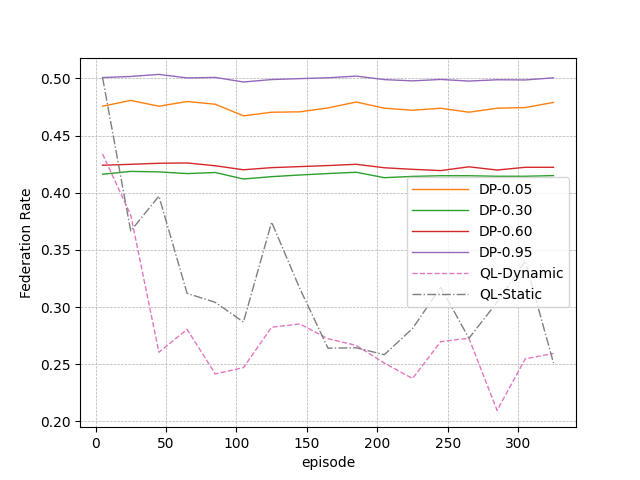 0.50
0.45
0.40
0.35
0.30
0.25
0.20
Federation Rate
DP-0.05
DP-0.30
DP-0.60
DP-0.95
QL-Dynamic
QL-Static
0 50 100 150 200 250 300
episode